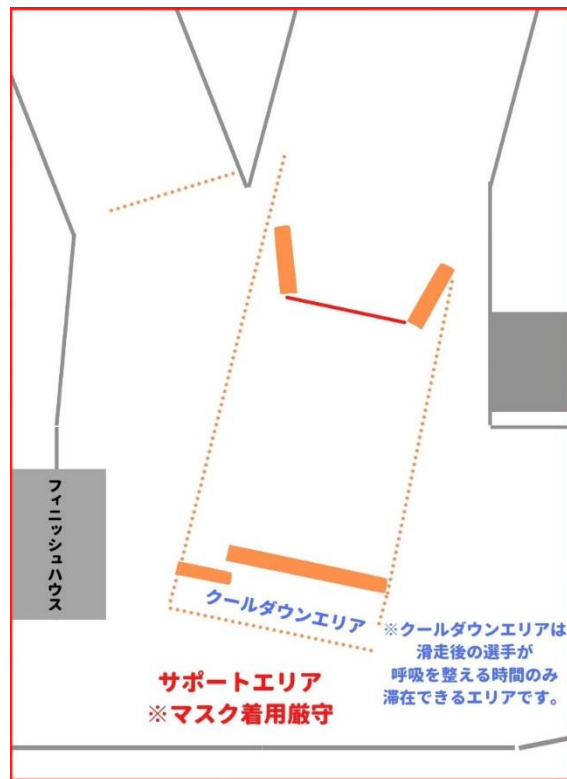 フィニッシュハウス
クールダウンエリア
※クールダウンエリアは
滑走後の選手が
呼吸を整える時間のみ
滞在できるエリアです。
サポートエリア
※マスク着用厳守